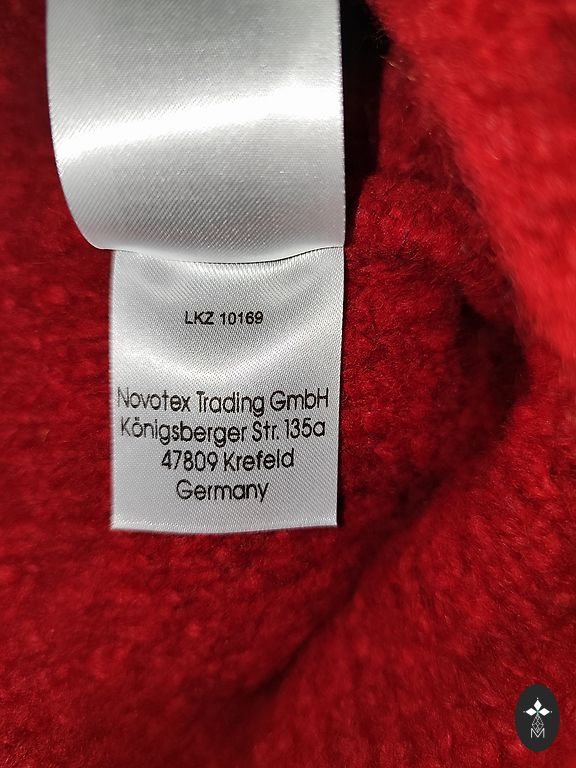 LKZ 10169
Novotex Trading GmbH
Königsberger Str. 135a
47809 Krefeld
Germany
M